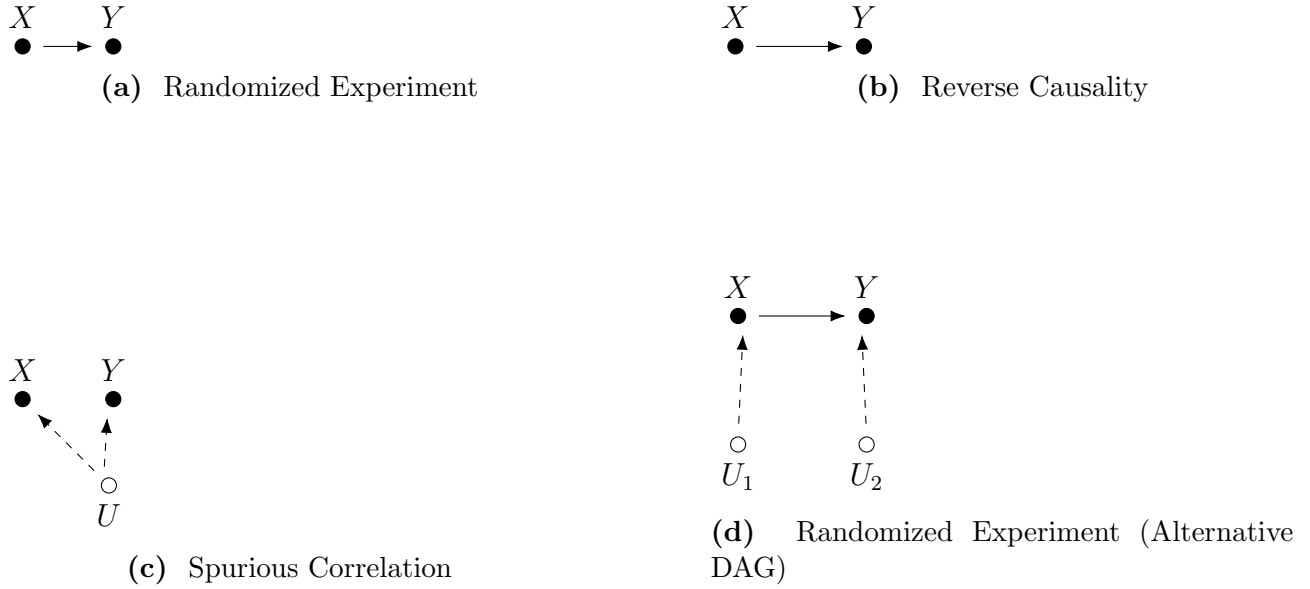 X Y
(a) Randomized Experiment
X Y
(b) Reverse Causality
X Y
U
(c) Spurious Correlation
X Y
U₁ U₂
(d) Randomized Experiment (Alternative
DAG)